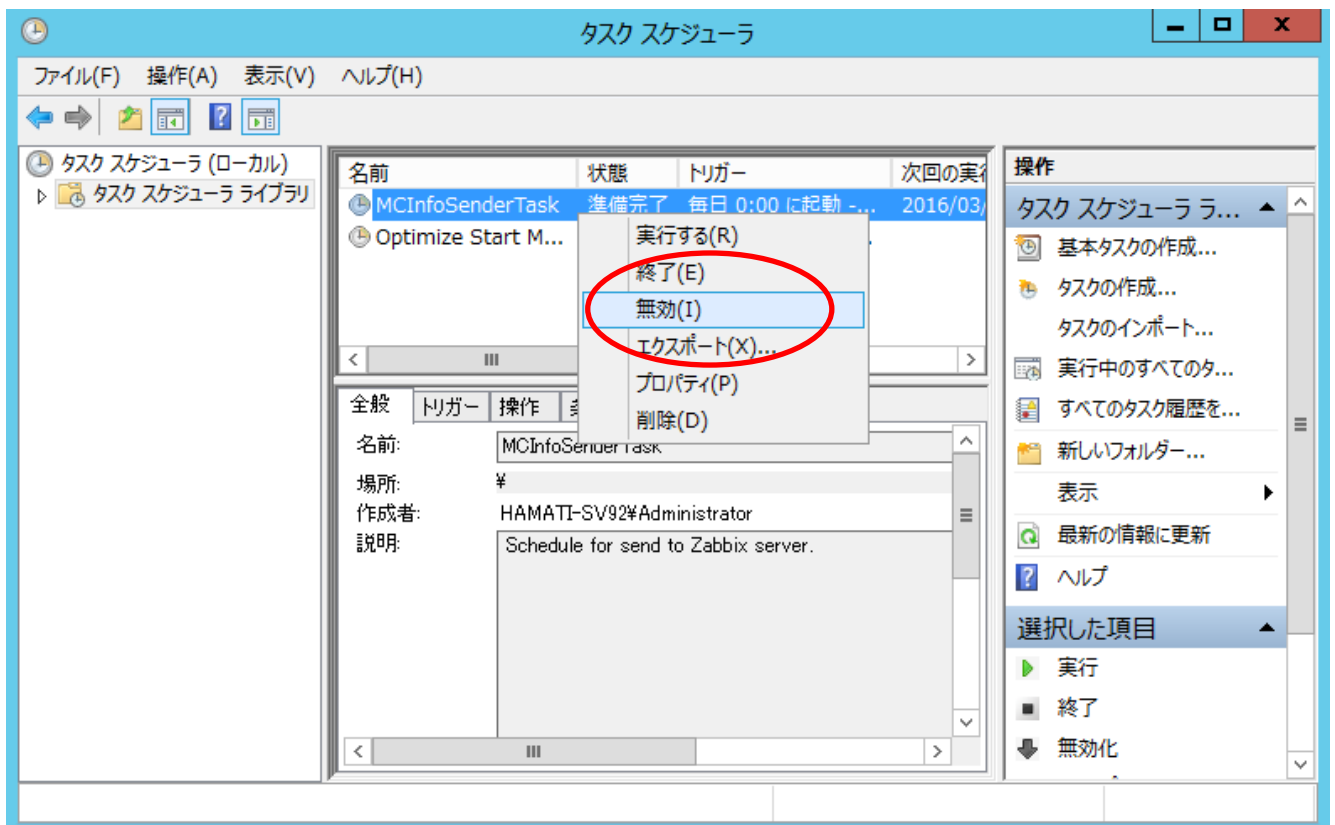 タスク スケジューラ
ファイル(F) 操作(A) 表示(V) ヘルプ(H)
タスク スケジューラ (ローカル)
タスク スケジューラ ライブラリ
名前 状態 トリガー 次回の実行
MCInfoSenderTask 準備完了 毎日 0:00 に起動 -... 2016/03/
Optimize Start M...
実行する(R)
終了(E)
無効(I)
エクスポート(X)...
プロパティ(P)
削除(D)
全般 トリガー 操作
名前: MCInfoSenderTask
場所: ¥
作成者: HAMATI-SV92¥Administrator
説明: Schedule for send to Zabbix server.
操作
タスク スケジューラ ラ...
基本タスクの作成...
タスクの作成...
タスクのインポート...
実行中のすべてのタ...
すべてのタスク履歴を...
新しいフォルダー...
表示
最新の情報に更新
ヘルプ
選択した項目
実行
終了
無効化